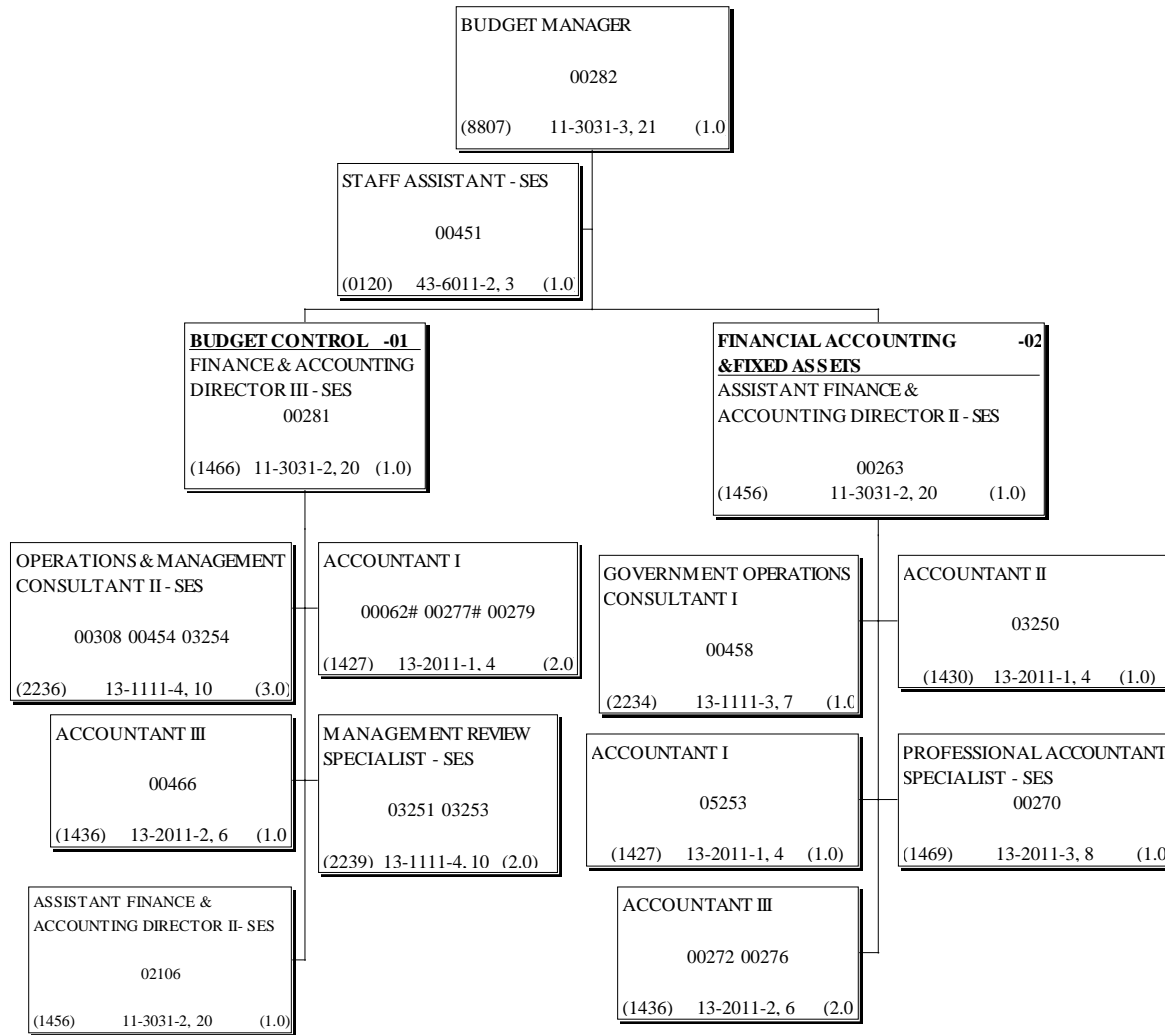 BUDGET MANAGER
00282
(8807) 11-3031-3, 21 (1.0
STAFF ASSISTANT - SES
00451
(0120) 43-6011-2, 3 (1.0)
BUDGET CONTROL -01
FINANCE & ACCOUNTING
DIRECTOR III - SES
00281
(1466) 11-3031-2, 20 (1.0)
FINANCIAL ACCOUNTING -02
&FIXED ASSETS
ASSISTANT FINANCE &
ACCOUNTING DIRECTOR II - SES
00263
(1456) 11-3031-2, 20 (1.0)
OPERATIONS & MANAGEMENT
CONSULTANT II - SES
00308 00454 03254
(2236) 13-1111-4, 10 (3.0)
ACCOUNTANT I
00062# 00277# 00279
(1427) 13-2011-1, 4 (2.0
GOVERNMENT OPERATIONS
CONSULTANT I
00458
(2234) 13-1111-3, 7 (1.0
ACCOUNTANT II
03250
(1430) 13-2011-1, 4 (1.0)
ACCOUNTANT III
00466
(1436) 13-2011-2, 6 (1.0
MANAGEMENT REVIEW
SPECIALIST - SES
03251 03253
(2239) 13-1111-4, 10 (2.0)
ACCOUNTANT I
05253
(1427) 13-2011-1, 4 (1.0)
PROFESSIONAL ACCOUNTANT
SPECIALIST - SES
00270
(1469) 13-2011-3, 8 (1.0
ASSISTANT FINANCE &
ACCOUNTING DIRECTOR II- SES
02106
(1456) 11-3031-2, 20 (1.0)
ACCOUNTANT III
00272 00276
(1436) 13-2011-2, 6 (2.0